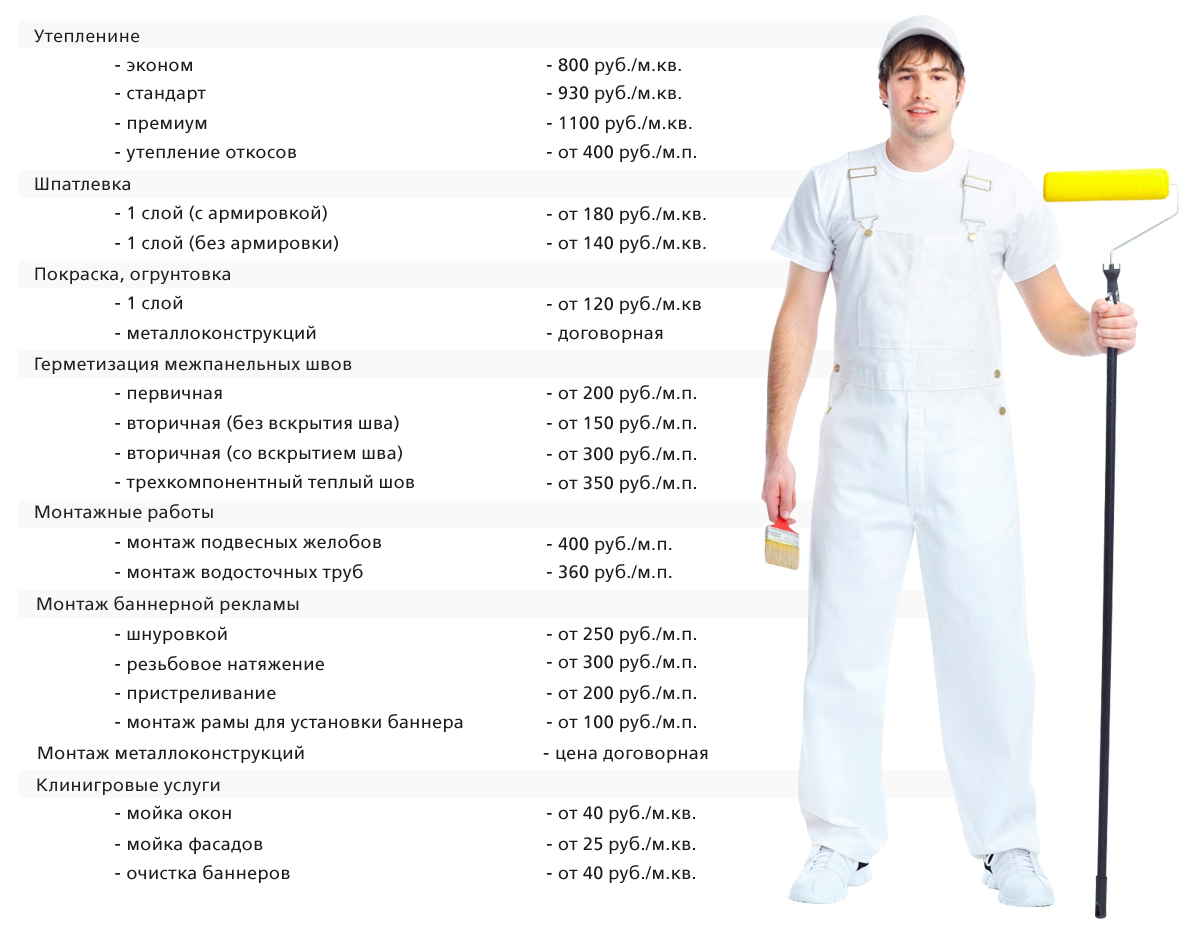 Утепленине
- эконом - 800 руб./м.кв.
- стандарт - 930 руб./м.кв.
- премиум - 1100 руб./м.кв.
- утепление откосов - от 400 руб./м.п.
Шпатлевка
- 1 слой (с армировкой) - от 180 руб./м.кв.
- 1 слой (без армировки) - от 140 руб./м.кв.
Покраска, огрунтовка
- 1 слой - от 120 руб./м.кв
- металлоконструкций - договорная
Герметизация межпанельных швов
- первичная - от 200 руб./м.п.
- вторичная (без вскрытия шва) - от 150 руб./м.п.
- вторичная (со вскрытием шва) - от 300 руб./м.п.
- трехкомпонентный теплый шов - от 350 руб./м.п.
Монтажные работы
- монтаж подвесных желобов - 400 руб./м.п.
- монтаж водосточных труб - 360 руб./м.п.
Монтаж баннерной рекламы
- шнуровкой - от 250 руб./м.п.
- резьбовое натяжение - от 300 руб./м.п.
- пристреливание - от 200 руб./м.п.
- монтаж рамы для установки баннера - от 100 руб./м.п.
Монтаж металлоконструкций - цена договорная
Клинигровые услуги
- мойка окон - от 40 руб./м.кв.
- мойка фасадов - от 25 руб./м.кв.
- очистка баннеров - от 40 руб./м.кв.